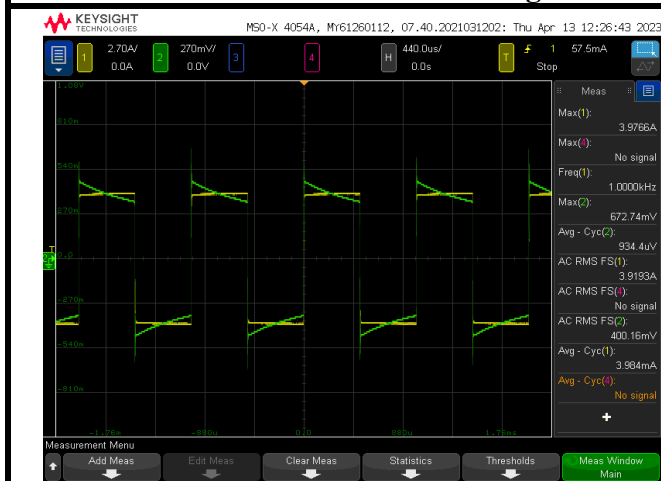 KEYSIGHT
TECHNOLOGIES
MSO-X 4054A, MY61260112, 07.40.2021031202: Thu Apr 13 12:26:43 2023
1 2.70A/ 0.0A 2 270mV/ 0.0V 3 4 H 440.0us/ 0.0s T 1 57.5mA Stop
1.08V
810m
540m
270m
0.0
-270m
-540m
-810m
-1.76m -880u 0.0 880u 1.76ms
Meas
Max(1):
3.9766A
Max(4):
No signal
Freq(1):
1.0000kHz
Max(2):
672.74mV
Avg - Cyc(2):
934.4uV
AC RMS FS(1):
3.9193A
AC RMS FS(4):
No signal
AC RMS FS(2):
400.16mV
Avg - Cyc(1):
3.984mA
Avg - Cyc(4):
No signal
Measurement Menu
Add Meas
Edit Meas
Clear Meas
Statistics
Thresholds
Meas Window
Main